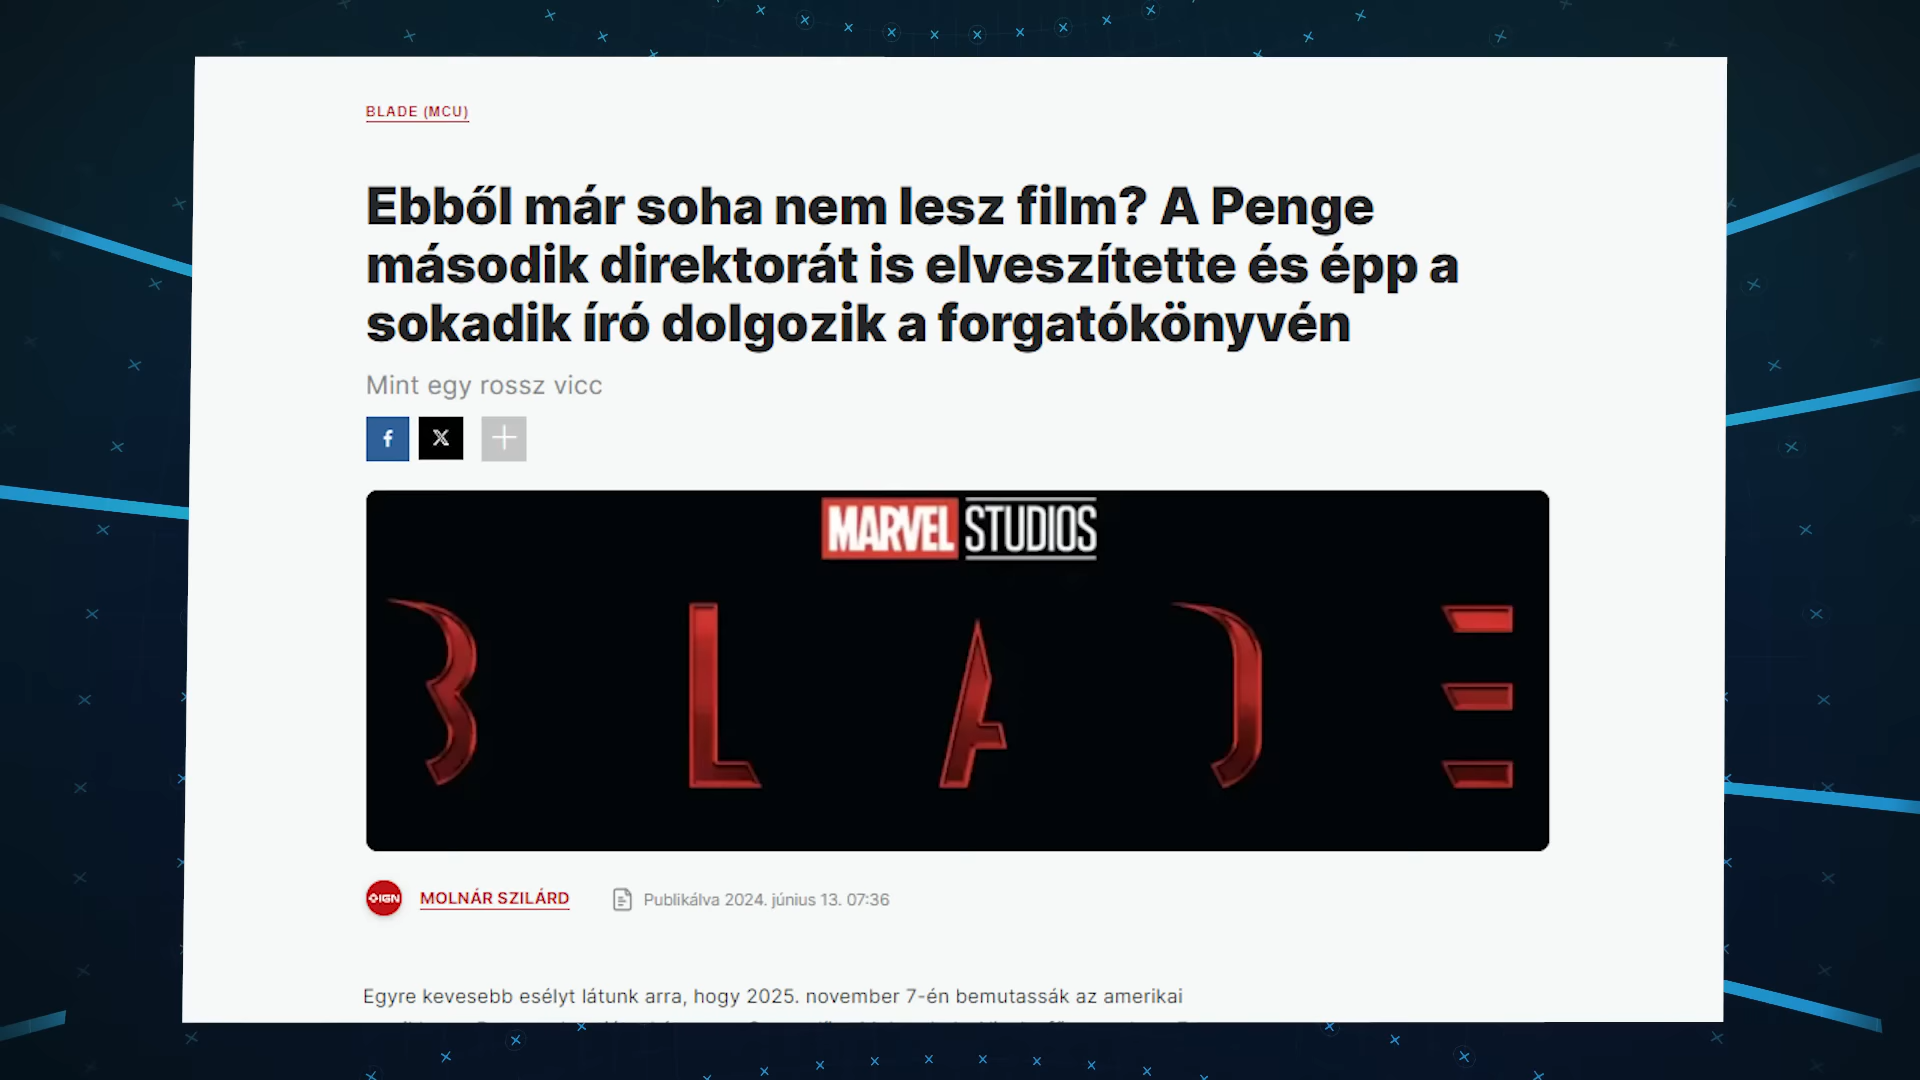 BLADE (MCU)
Ebből már soha nem lesz film? A Penge
második direktorát is elveszítette és épp a
sokadik író dolgozik a forgatókönyvén
Mint egy rossz vicc
MARVEL STUDIOS
BLADE
IGN
MOLNÁR SZILÁRD
Publikálva 2024. június 13. 07:36
Egyre kevesebb esélyt látunk arra, hogy 2025. november 7-én bemutassák az amerikai